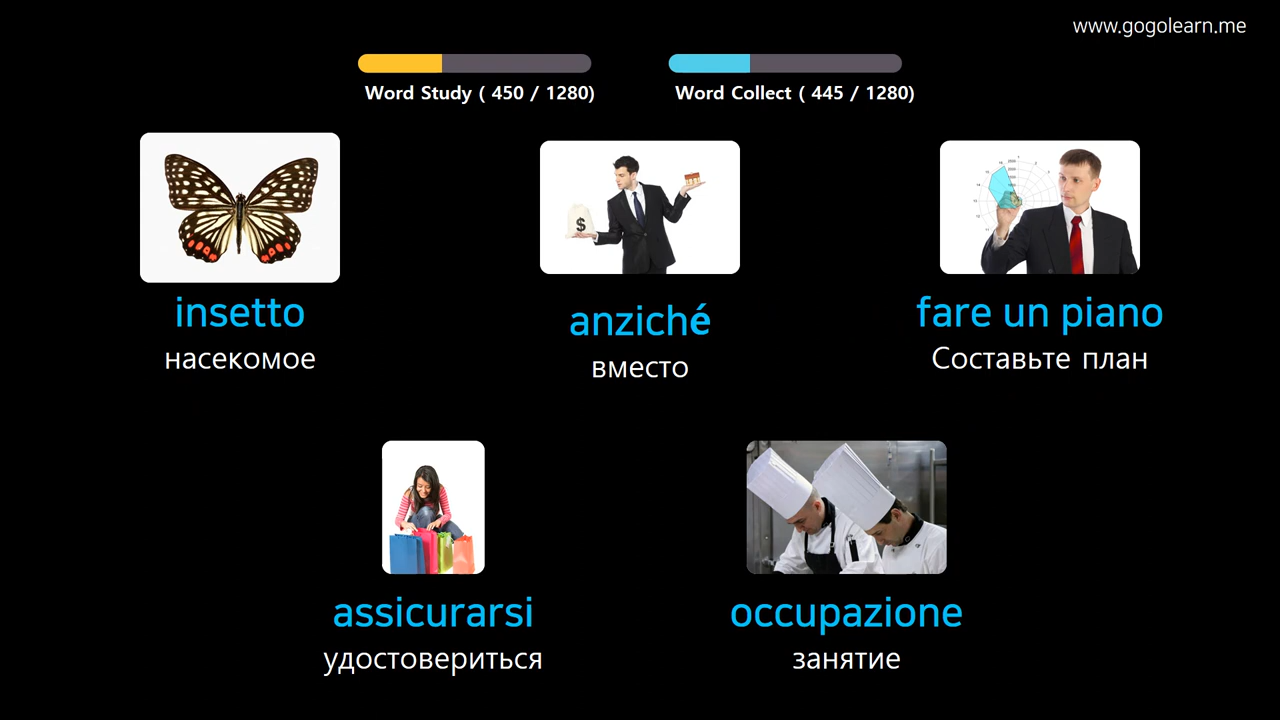 www.gogolearn.me
Word Study ( 450 / 1280)
Word Collect ( 445 / 1280)
insetto
насекомое
anziché
вместо
fare un piano
Составьте план
assicurarsi
удостовериться
occupazione
занятие
$